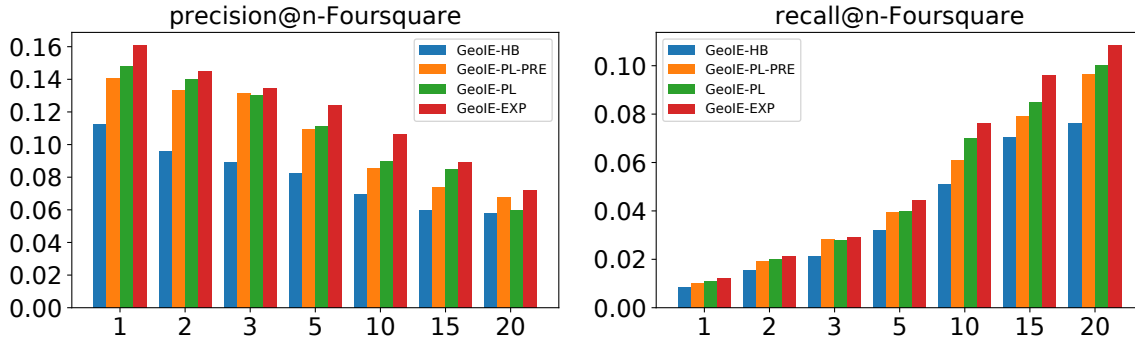 precision@n-Foursquare
0.16
0.14
0.12
0.10
0.08
0.06
0.04
0.02
0.00
GeoIE-HB
GeoIE-PL-PRE
GeoIE-PL
GeoIE-EXP
1 2 3 5 10 15 20
recall@n-Foursquare
0.10
0.08
0.06
0.04
0.02
0.00
GeoIE-HB
GeoIE-PL-PRE
GeoIE-PL
GeoIE-EXP
1 2 3 5 10 15 20